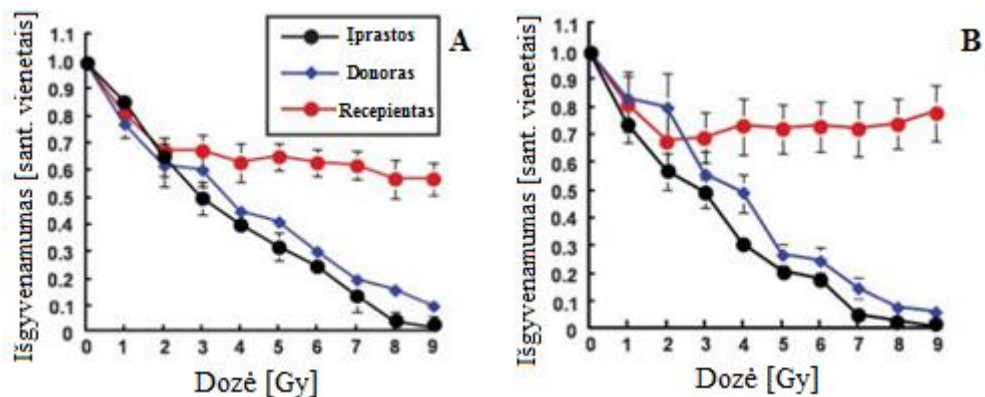 A
Išgyvenamumas [sant. vienetais]
1.1
1.0
0.9
0.8
0.7
0.6
0.5
0.4
0.3
0.2
0.1
0
0 1 2 3 4 5 6 7 8 9
Dozė [Gy]
Įprastos
Donoras
Recepientas
B
Išgyvenamumas [sant. vienetais]
1.1
1.0
0.9
0.8
0.7
0.6
0.5
0.4
0.3
0.2
0.1
0
0 1 2 3 4 5 6 7 8 9
Dozė [Gy]